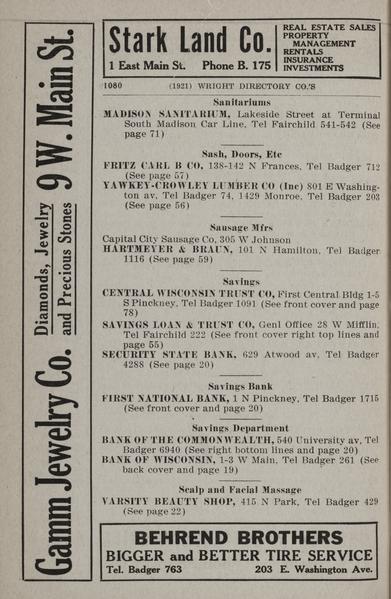 Stark Land Co.
1 East Main St. Phone B. 175
REAL ESTATE SALES
PROPERTY
MANAGEMENT
RENTALS
INSURANCE
INVESTMENTS
Gamm Jewelry Co. Diamonds, Jewelry and Precious Stones 9 W. Main St.
1080 (1921) WRIGHT DIRECTORY CO.'S
Sanitariums
MADISON SANITARIUM, Lakeside Street at Terminal
South Madison Car Line, Tel Fairchild 541-542 (See
page 71)
Sash, Doors, Etc
FRITZ CARL B CO, 138-142 N Frances, Tel Badger 712
(See page 57)
YAWKEY-CROWLEY LUMBER CO (Inc) 801 E Washing-
ton av, Tel Badger 74, 1429 Monroe, Tel Badger 203
(See page 56)
Sausage Mfrs
Capital City Sausage Co, 305 W Johnson
HARTMEYER & BRAUN, 101 N Hamilton, Tel Badger
1116 (See page 59)
Savings
CENTRAL WISCONSIN TRUST CO, First Central Bldg 1-5
S Pinckney, Tel Badger 1091 (See front cover and page
78)
SAVINGS LOAN & TRUST CO, Genl Office 28 W Mifflin,
Tel Fairchild 222 (See front cover right top lines and
page 55)
SECURITY STATE BANK, 629 Atwood av, Tel Badger
4288 (See page 20)
Savings Bank
FIRST NATIONAL BANK, 1 N Pinckney, Tel Badger 1715
(See front cover and page 20)
Savings Department
BANK OF THE COMMONWEALTH, 540 University av, Tel
Badger 6940 (See right bottom lines and page 20)
BANK OF WISCONSIN, 1-3 W Main, Tel Badger 261 (See
back cover and page 19)
Scalp and Facial Massage
VARSITY BEAUTY SHOP, 415 N Park, Tel Badger 429
(See page 22)
BEHREND BROTHERS
BIGGER and BETTER TIRE SERVICE
Tel. Badger 763 203 E. Washington Ave.